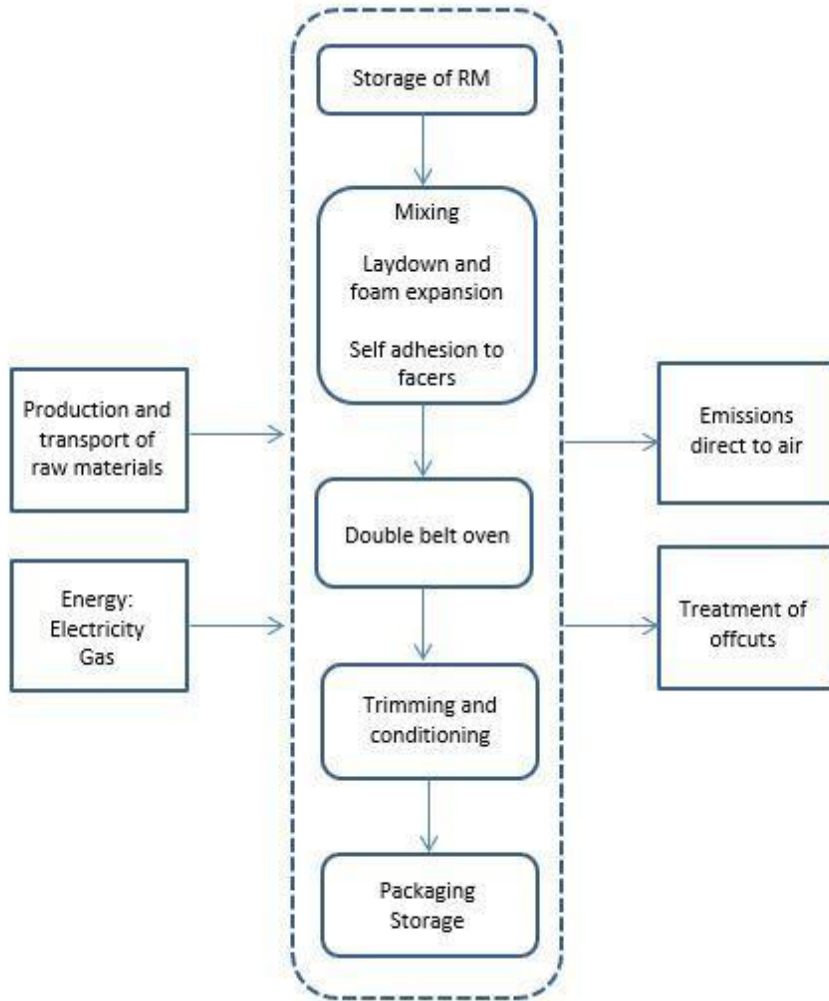 Storage of RM
Mixing
Laydown and
foam expansion
Self adhesion to
facers
Production and
transport of
raw materials
Emissions
direct to air
Double belt oven
Energy:
Electricity
Gas
Treatment of
offcuts
Trimming and
conditioning
Packaging
Storage